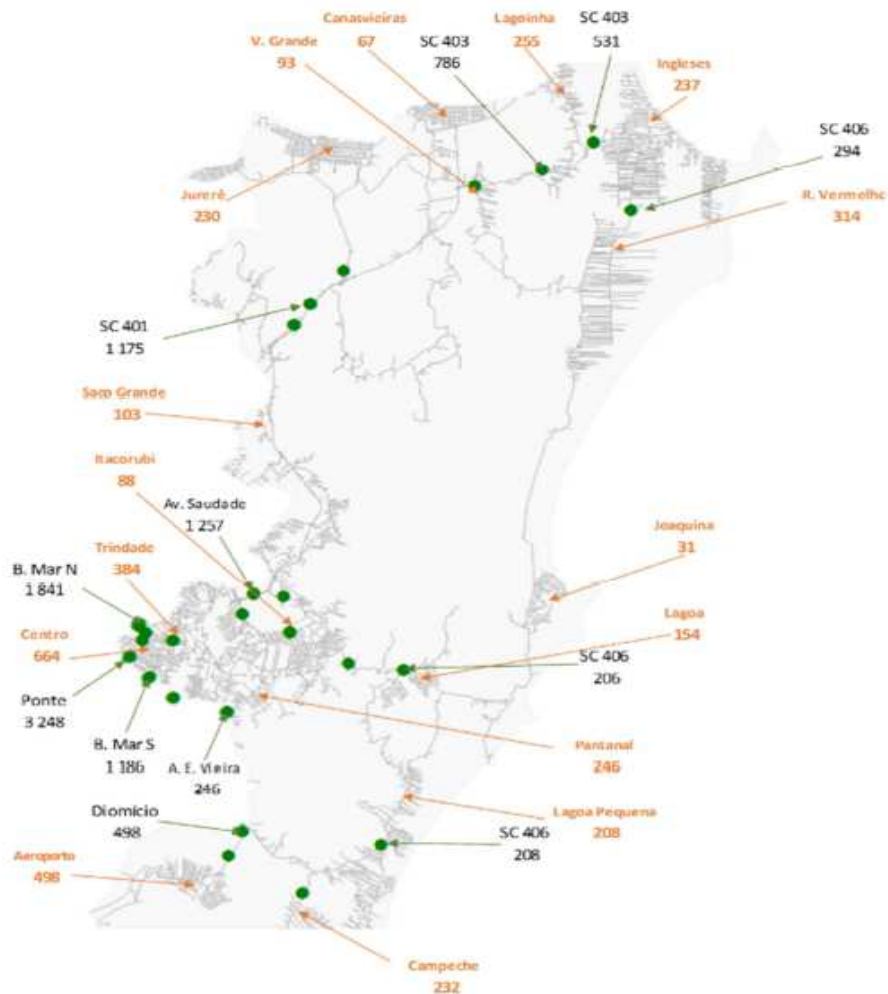 Canasvieiras
67
Lagoinha
255
SC 403
531
V. Grande
93
SC 403
786
Ingleses
237
SC 406
294
Jurerê
230
R. Vermelho
314
SC 401
1 175
Saco Grande
103
Itacorubi
88
Av. Saudade
1 257
Joaquina
31
Trindade
384
B. Mar N
1 841
Lagoa
154
Centro
664
SC 406
206
Ponte
3 248
B. Mar S
1 186
A. E. Vieira
246
Pantanal
246
Diomício
498
Lagoa Pequena
208
SC 406
208
Aeroporto
498
Campeche
232